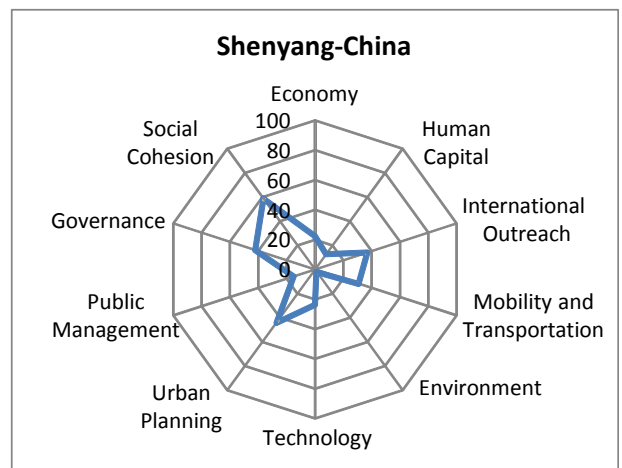 Shenyang-China
Economy
Human
Capital
International
Outreach
Mobility and
Transportation
Environment
Technology
Urban
Planning
Public
Management
Governance
Social
Cohesion
100
80
60
40
20
0